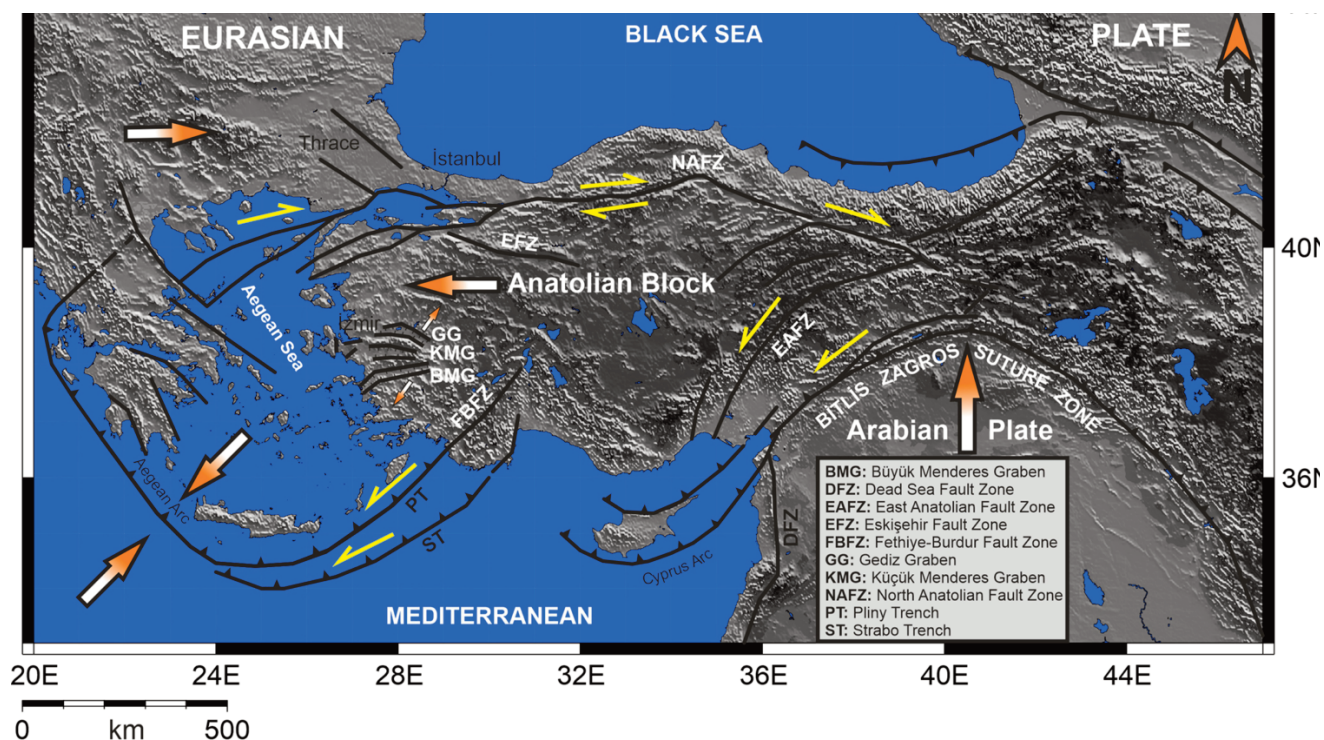 EURASIAN
BLACK SEA
PLATE
N
Thrace
İstanbul
NAFZ
40N
EFZ
Anatolian Block
Aegean Sea
İzmir
GG
KMG
BMG
FBFZ
EAFZ
BITLIS ZAGROS SUTURE ZONE
Arabian Plate
36N
Aegean Arc
PT
ST
Cyprus Arc
DFZ
MEDITERRANEAN
BMG: Büyük Menderes Graben
DFZ: Dead Sea Fault Zone
EAFZ: East Anatolian Fault Zone
EFZ: Eskişehir Fault Zone
FBFZ: Fethiye-Burdur Fault Zone
GG: Gediz Graben
KMG: Küçük Menderes Graben
NAFZ: North Anatolian Fault Zone
PT: Pliny Trench
ST: Strabo Trench
20E 24E 28E 32E 36E 40E 44E
0 km 500